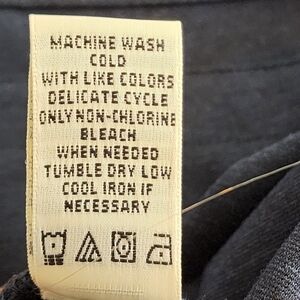 MACHINE WASH
COLD
WITH LIKE COLORS
DELICATE CYCLE
ONLY NON-CHLORINE
BLEACH
WHEN NEEDED
TUMBLE DRY LOW
COOL IRON IF
NECESSARY